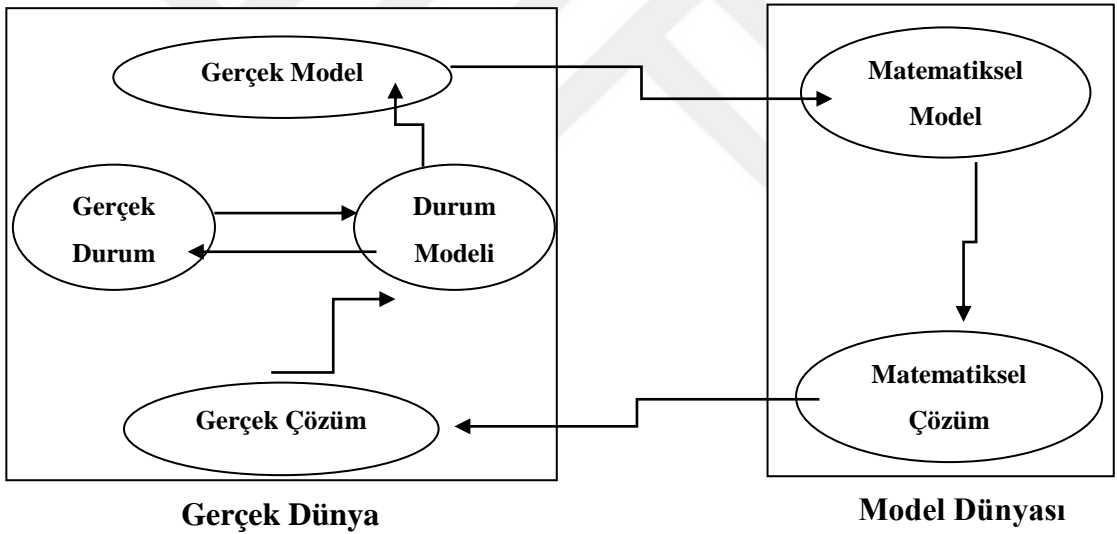 Gerçek Model
Matematiksel
Model
Gerçek
Durum
Durum
Modeli
Matematiksel
Çözüm
Gerçek Çözüm
Gerçek Dünya
Model Dünyası